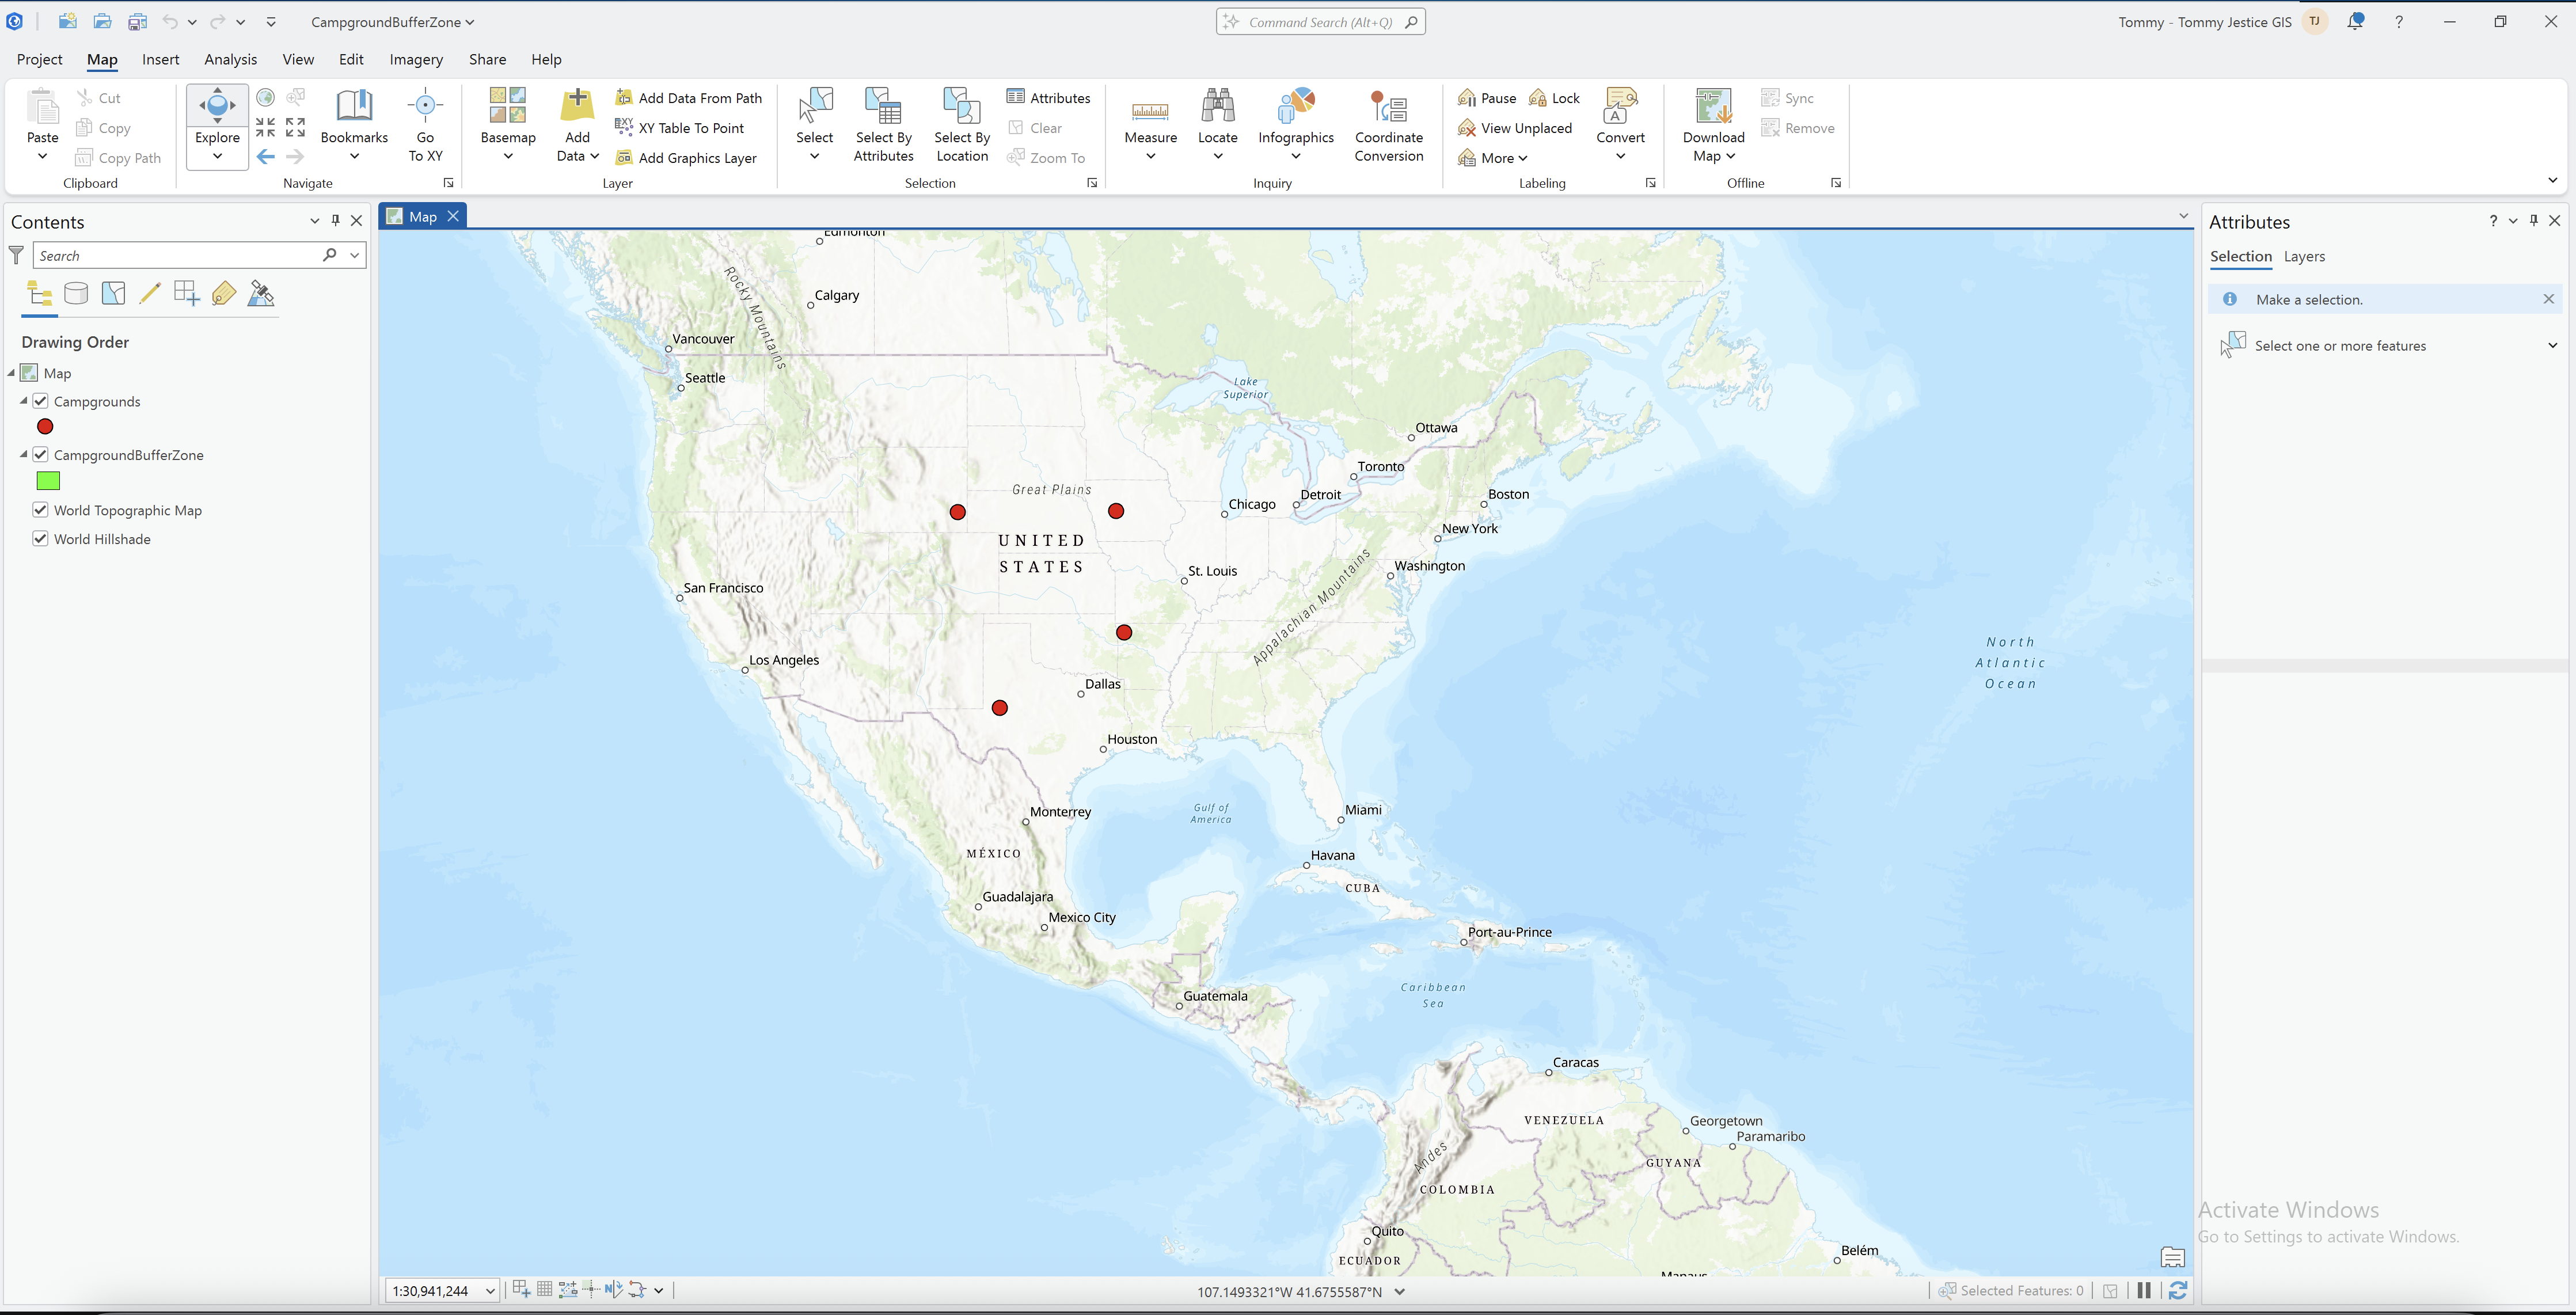 CampgroundBufferZone
Command Search (Alt+Q)
Tommy - Tommy Jestice GIS
TJ
?
Project
Map
Insert
Analysis
View
Edit
Imagery
Share
Help
Paste
Cut
Copy
Copy Path
Clipboard
Explore
Bookmarks
Go
To XY
Navigate
Basemap
Add
Data
Add Data From Path
XY Table To Point
Add Graphics Layer
Layer
Select
Select By
Attributes
Select By
Location
Attributes
Clear
Zoom To
Selection
Measure
Locate
Infographics
Coordinate
Conversion
Inquiry
Pause
Lock
View Unplaced
More
Convert
Labeling
Download
Map
Sync
Remove
Offline
Contents
Search
Drawing Order
Map
Campgrounds
CampgroundBufferZone
World Topographic Map
World Hillshade
Map
Edmonton
Rocky Mountains
Calgary
Vancouver
Seattle
Lake
Superior
Ottawa
Toronto
Great Plains
Chicago
Detroit
Boston
New York
UNITED
STATES
St. Louis
Washington
Appalachian Mountains
San Francisco
Los Angeles
Dallas
Houston
North
Atlantic
Ocean
Monterrey
Gulf of
America
Miami
MÉXICO
Havana
CUBA
Guadalajara
Mexico City
Port-au-Prince
Caribbean
Sea
Guatemala
Caracas
VENEZUELA
Georgetown
Paramaribo
Andes
GUYANA
COLOMBIA
Quito
ECUADOR
Belém
Manaus
1:30,941,244
107.1493321°W 41.6755587°N
Selected Features: 0
Attributes
?
Selection
Layers
Make a selection.
Select one or more features
Activate Windows
Go to Settings to activate Windows.